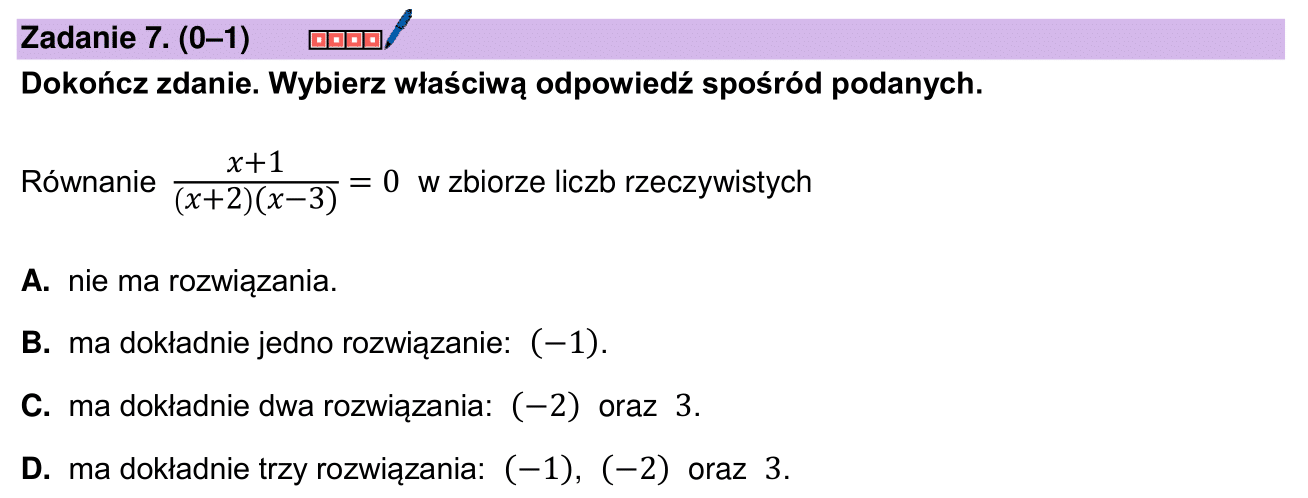 Zadanie 7. (0–1)
Dokończ zdanie. Wybierz właściwą odpowiedź spośród podanych.
Równanie \frac{x+1}{(x+2)(x−3)} = 0 w zbiorze liczb rzeczywistych
A. nie ma rozwiązania.
B. ma dokładnie jedno rozwiązanie: (−1).
C. ma dokładnie dwa rozwiązania: (−2) oraz 3.
D. ma dokładnie trzy rozwiązania: (−1), (−2) oraz 3.